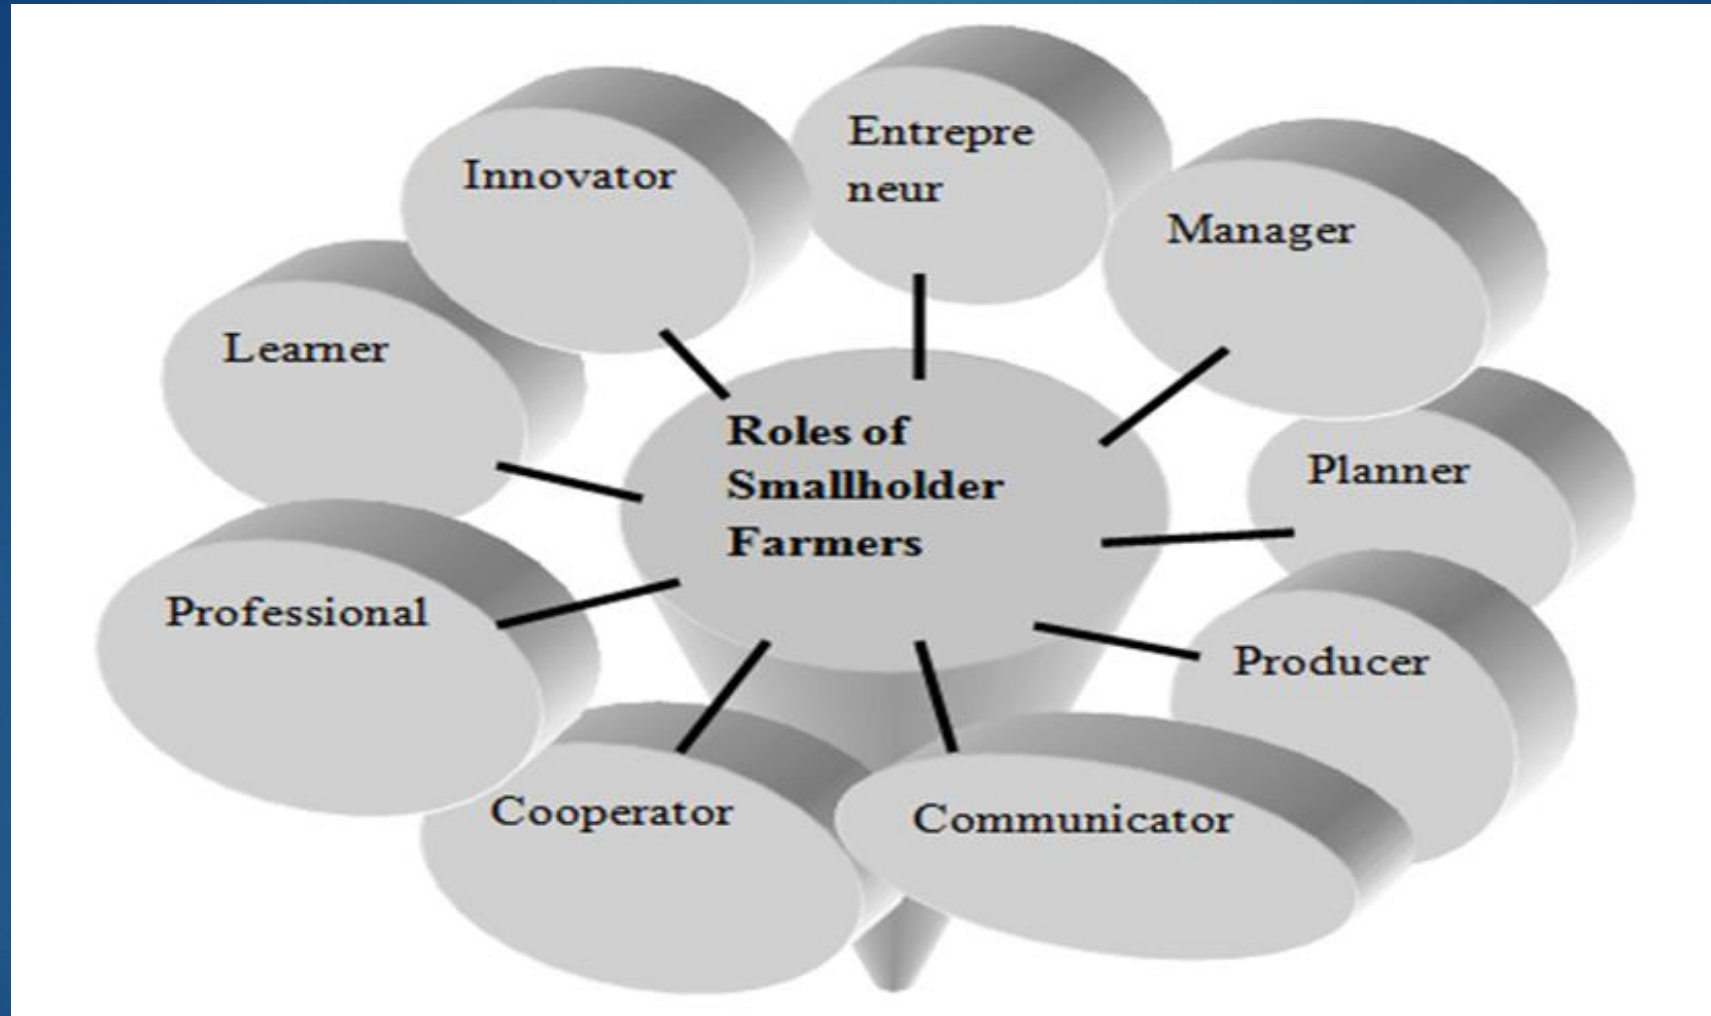 Entrepre
neur
Innovator
Manager
Learner
Roles of
Smallholder
Farmers
Planner
Professional
Producer
Cooperator
Communicator